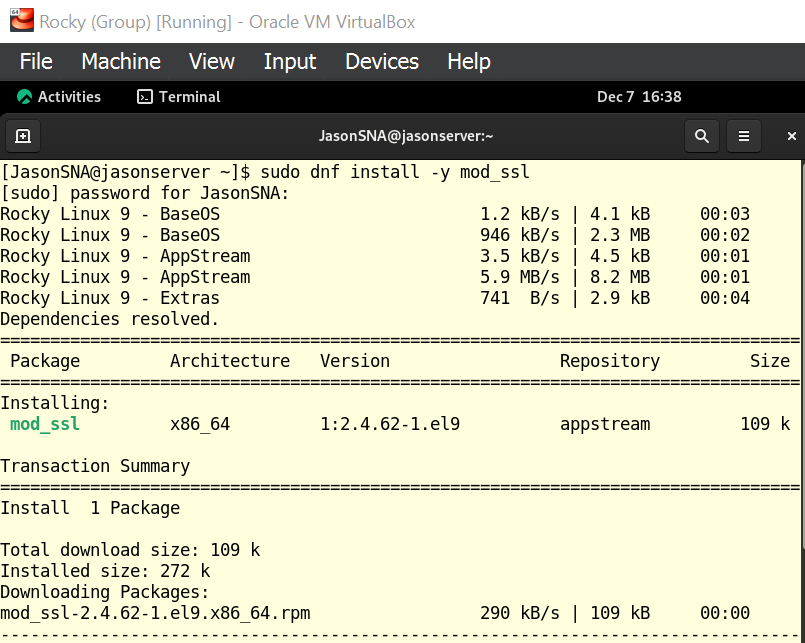 64
Rocky (Group) [Running] - Oracle VM VirtualBox
File Machine View Input Devices Help
Activities Terminal Dec 7 16:38
JasonSNA@jasonserver:~
[JasonSNA@jasonserver ~]$ sudo dnf install -y mod_ssl
[sudo] password for JasonSNA:
Rocky Linux 9 - BaseOS 1.2 kB/s | 4.1 kB 00:03
Rocky Linux 9 - BaseOS 946 kB/s | 2.3 MB 00:02
Rocky Linux 9 - AppStream 3.5 kB/s | 4.5 kB 00:01
Rocky Linux 9 - AppStream 5.9 MB/s | 8.2 MB 00:01
Rocky Linux 9 - Extras 741  B/s | 2.9 kB 00:04
Dependencies resolved.
================================================================================
Package Architecture Version Repository Size
================================================================================
Installing:
mod_ssl x86_64 1:2.4.62-1.el9 appstream 109 k
Transaction Summary
================================================================================
Install  1 Package
Total download size: 109 k
Installed size: 272 k
Downloading Packages:
mod_ssl-2.4.62-1.el9.x86_64.rpm 290 kB/s | 109 kB 00:00
--------------------------------------------------------------------------------